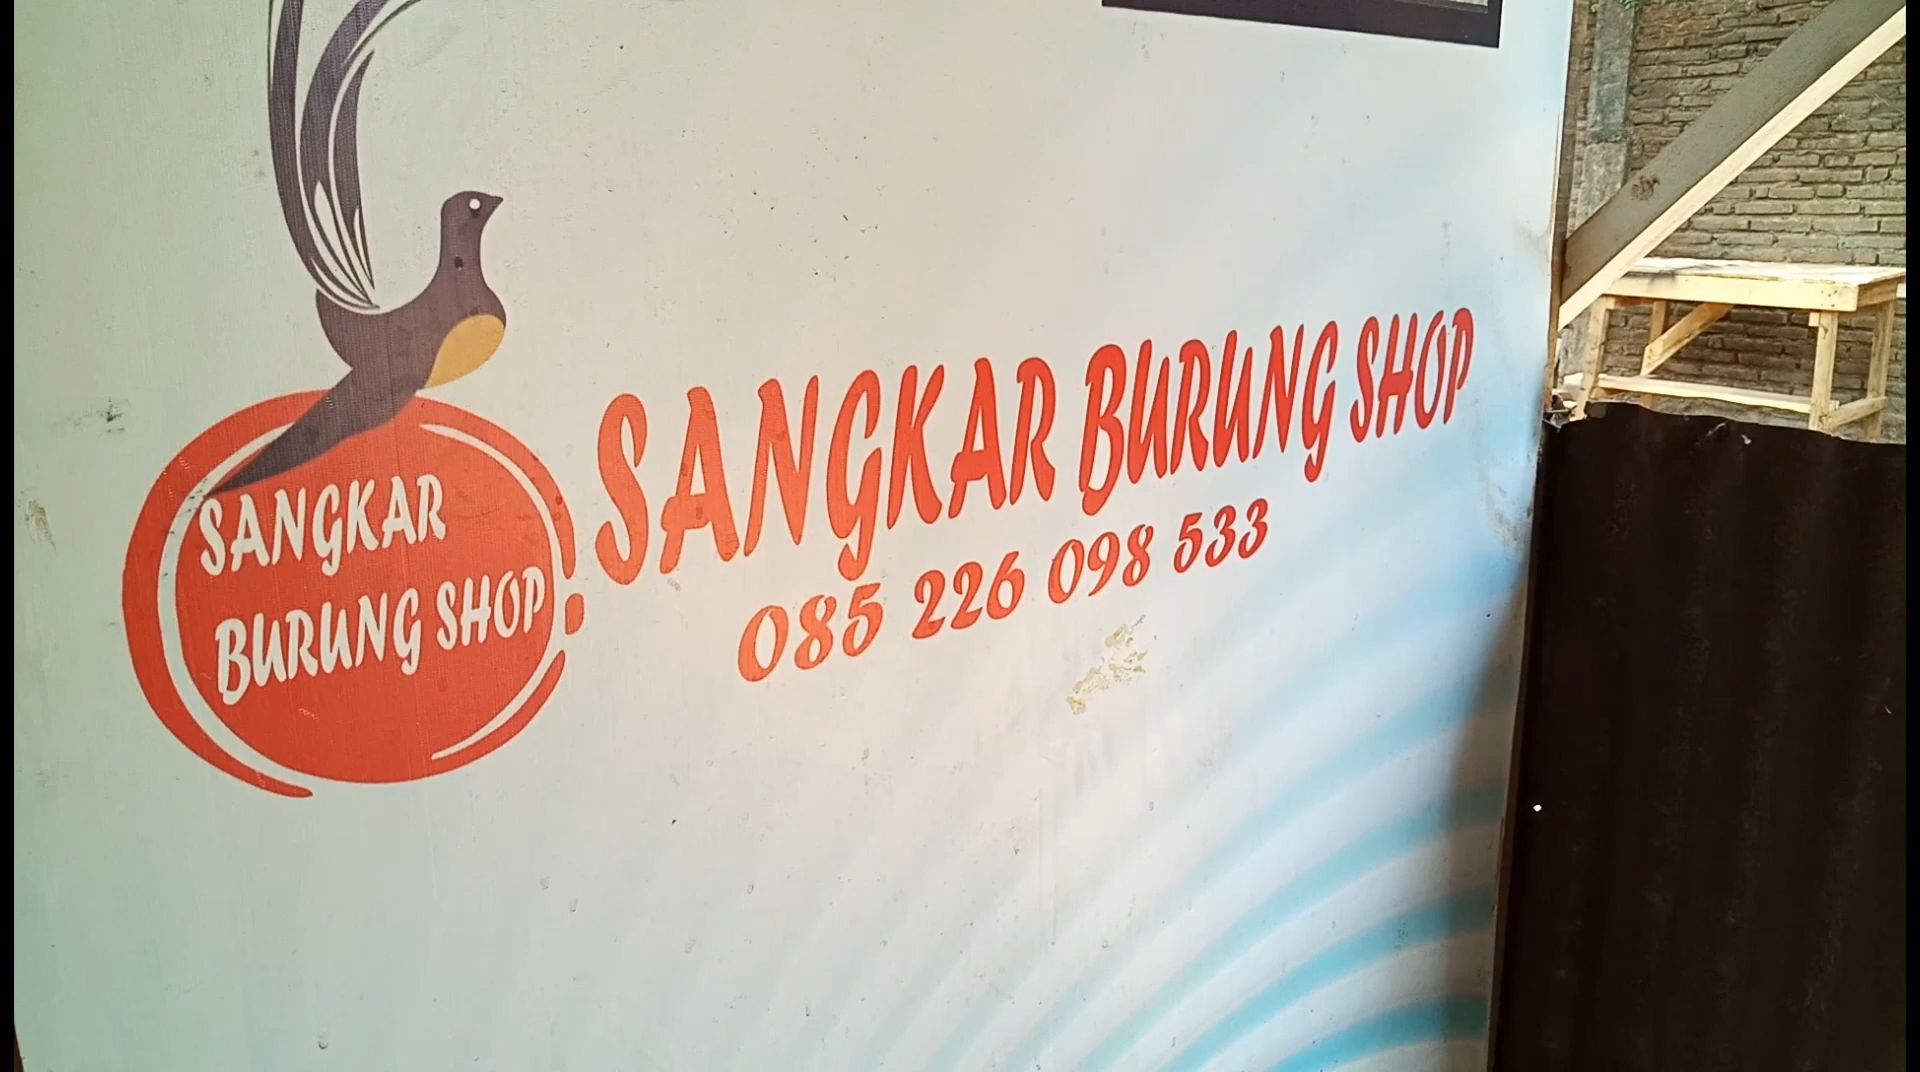 SANGKAR
BURUNG SHOP
SANGKAR BURUNG SHOP
085 226 098 533